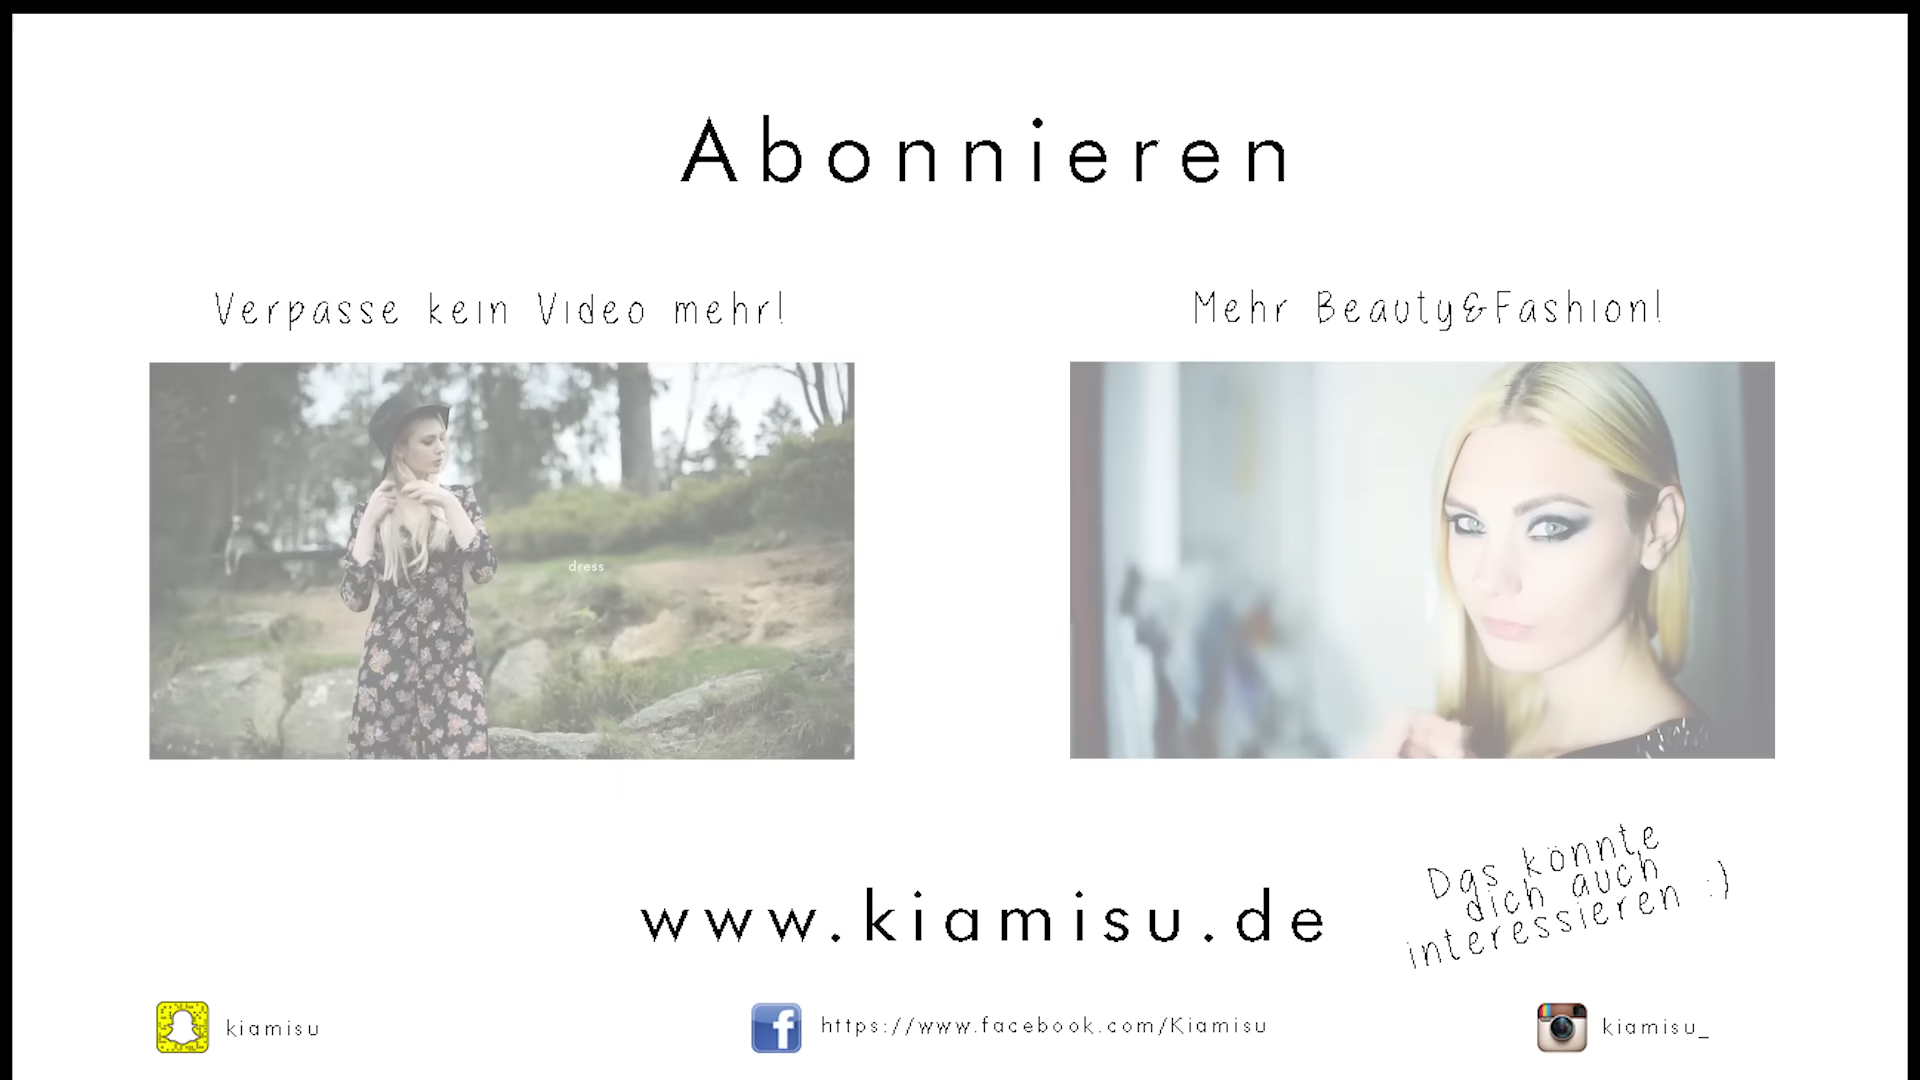 Abonnieren
Verpasse kein Video mehr!
Mehr Beauty&Fashion!
dress
Das könnte
dich auch
interessieren :)
www.kiamisu.de
kiamisu
https://www.facebook.com/Kiamisu
kiamisu_